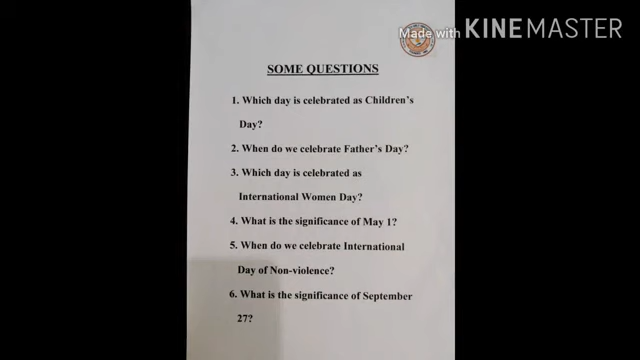 Made with KINEMASTER
SOME QUESTIONS
1. Which day is celebrated as Children's
Day?
2. When do we celebrate Father's Day?
3. Which day is celebrated as
International Women Day?
4. What is the significance of May 1?
5. When do we celebrate International
Day of Non-violence?
6. What is the significance of September
27?